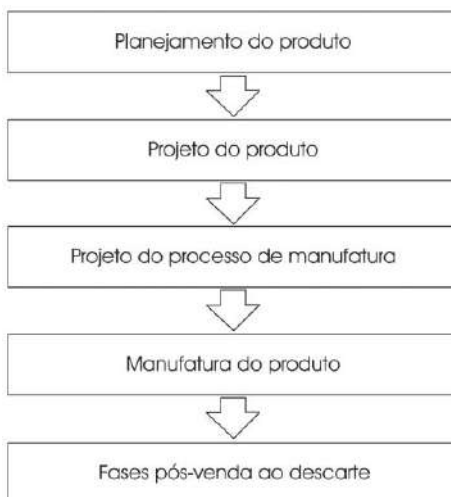 Planejamento do produto
Projeto do produto
Projeto do processo de manufatura
Manufatura do produto
Fases pós-venda ao descarte